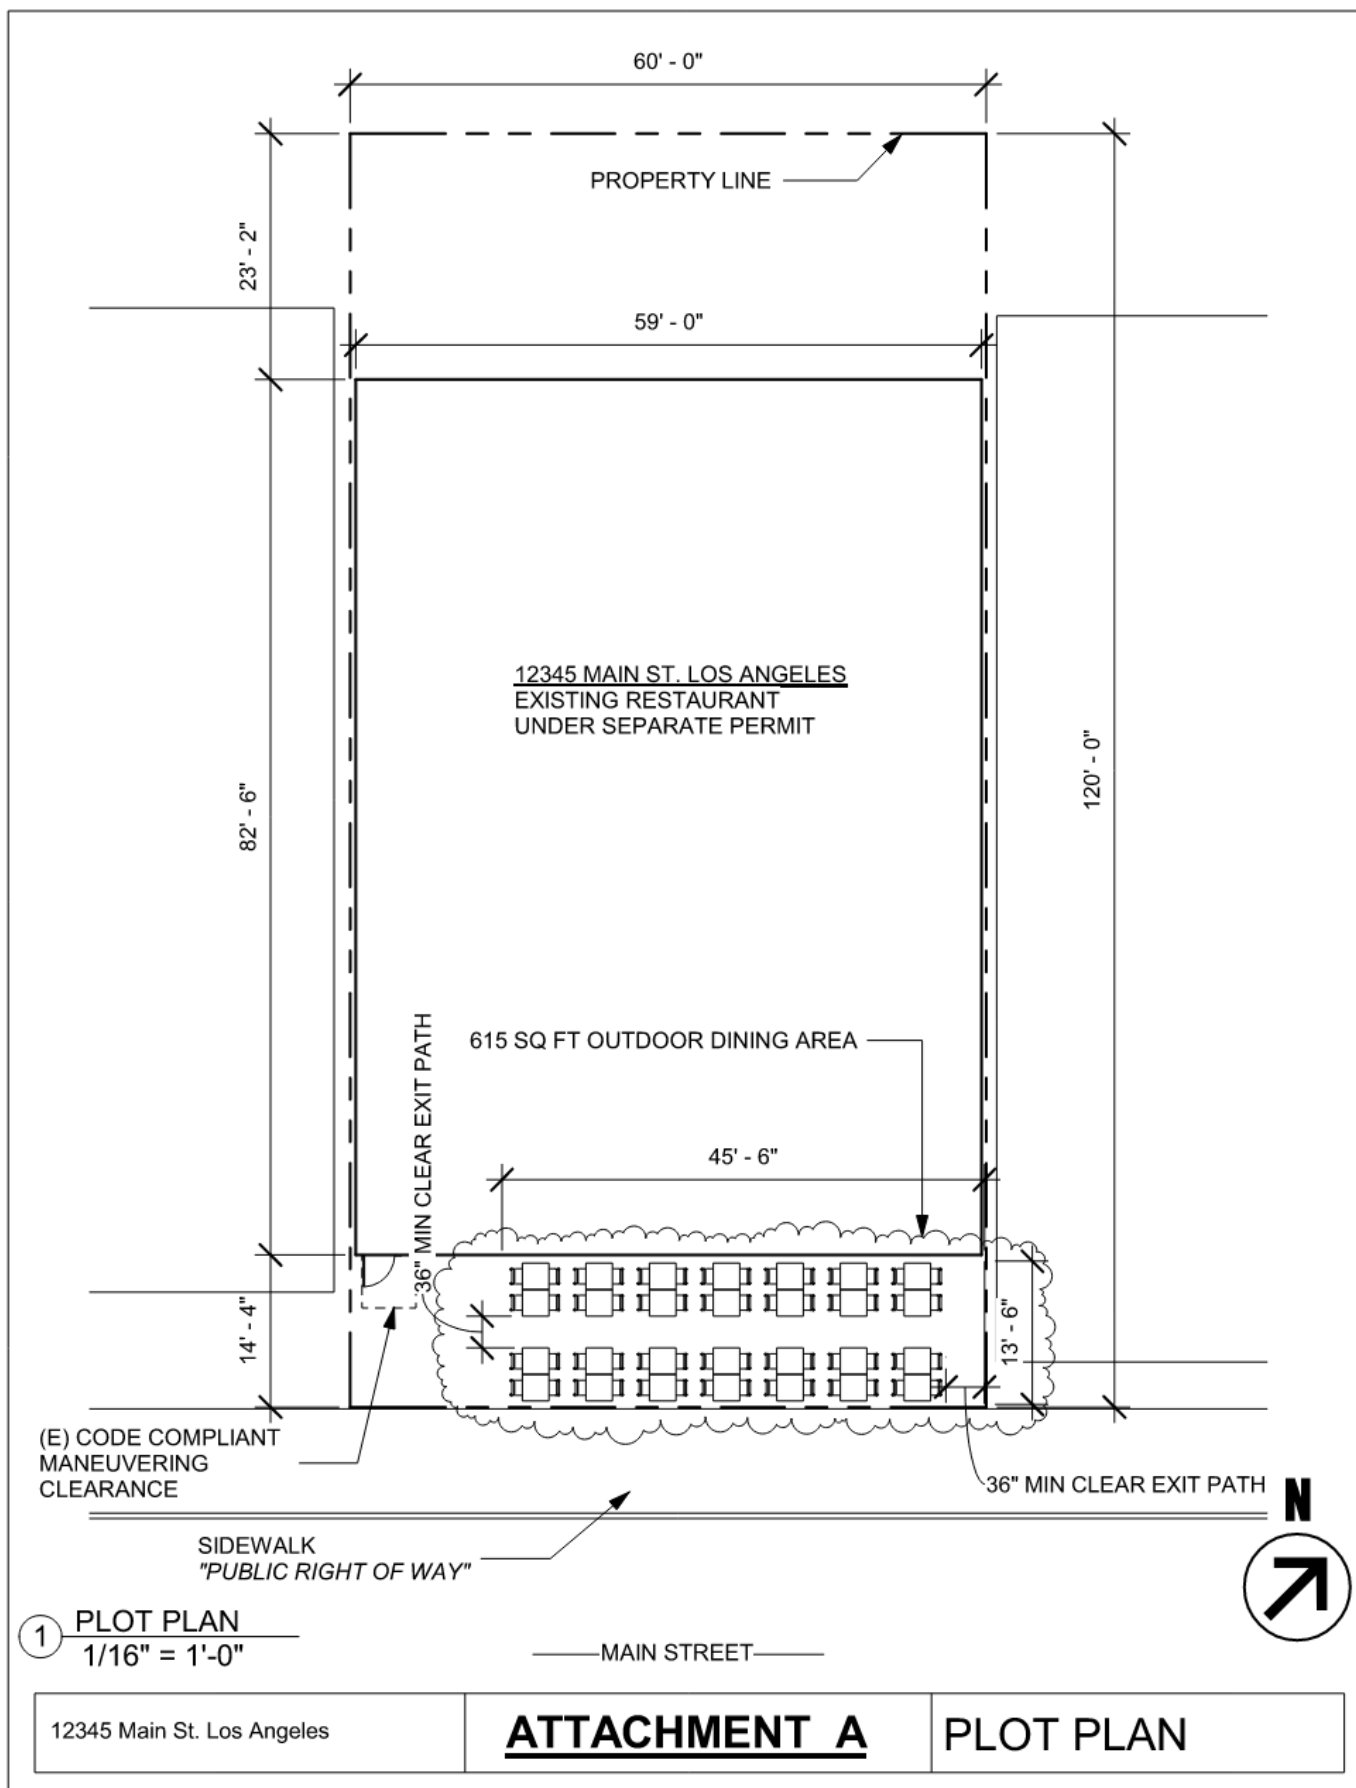 60' - 0"
PROPERTY LINE
23' - 2"
59' - 0"
12345 MAIN ST. LOS ANGELES
EXISTING RESTAURANT
UNDER SEPARATE PERMIT
120' - 0"
82' - 6"
36" MIN CLEAR EXIT PATH
615 SQ FT OUTDOOR DINING AREA
45' - 6"
14' - 4"
13' - 6"
(E) CODE COMPLIANT
MANEUVERING
CLEARANCE
36" MIN CLEAR EXIT PATH
N
SIDEWALK
"PUBLIC RIGHT OF WAY"
1
PLOT PLAN
1/16" = 1'-0"
MAIN STREET
12345 Main St. Los Angeles
ATTACHMENT A
PLOT PLAN